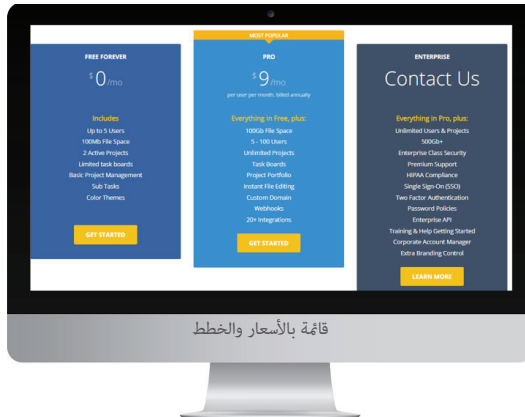 FREE FOREVER
$0/mo
Includes
Up to 5 Users
100Mb File Space
2 Active Projects
Limited task boards
Basic Project Management
Sub Tasks
Color Themes
GET STARTED
MOST POPULAR
PRO
$9/mo
per user per month, billed annually
Everything in Free, plus:
100Gb File Space
5 - 100 Users
Unlimited Projects
Task Boards
Project Portfolio
Instant File Editing
Custom Domain
Webhooks
20+ Integrations
GET STARTED
ENTERPRISE
Contact Us
Everything in Pro, plus:
Unlimited Users & Projects
500Gb+
Enterprise Class Security
Premium Support
HIPAA Compliance
Single Sign-On (SSO)
Two Factor Authentication
Password Policies
Enterprise API
Training & Help Getting Started
Corporate Account Manager
Extra Branding Control
LEARN MORE
قائمة بالأسعار والخطط